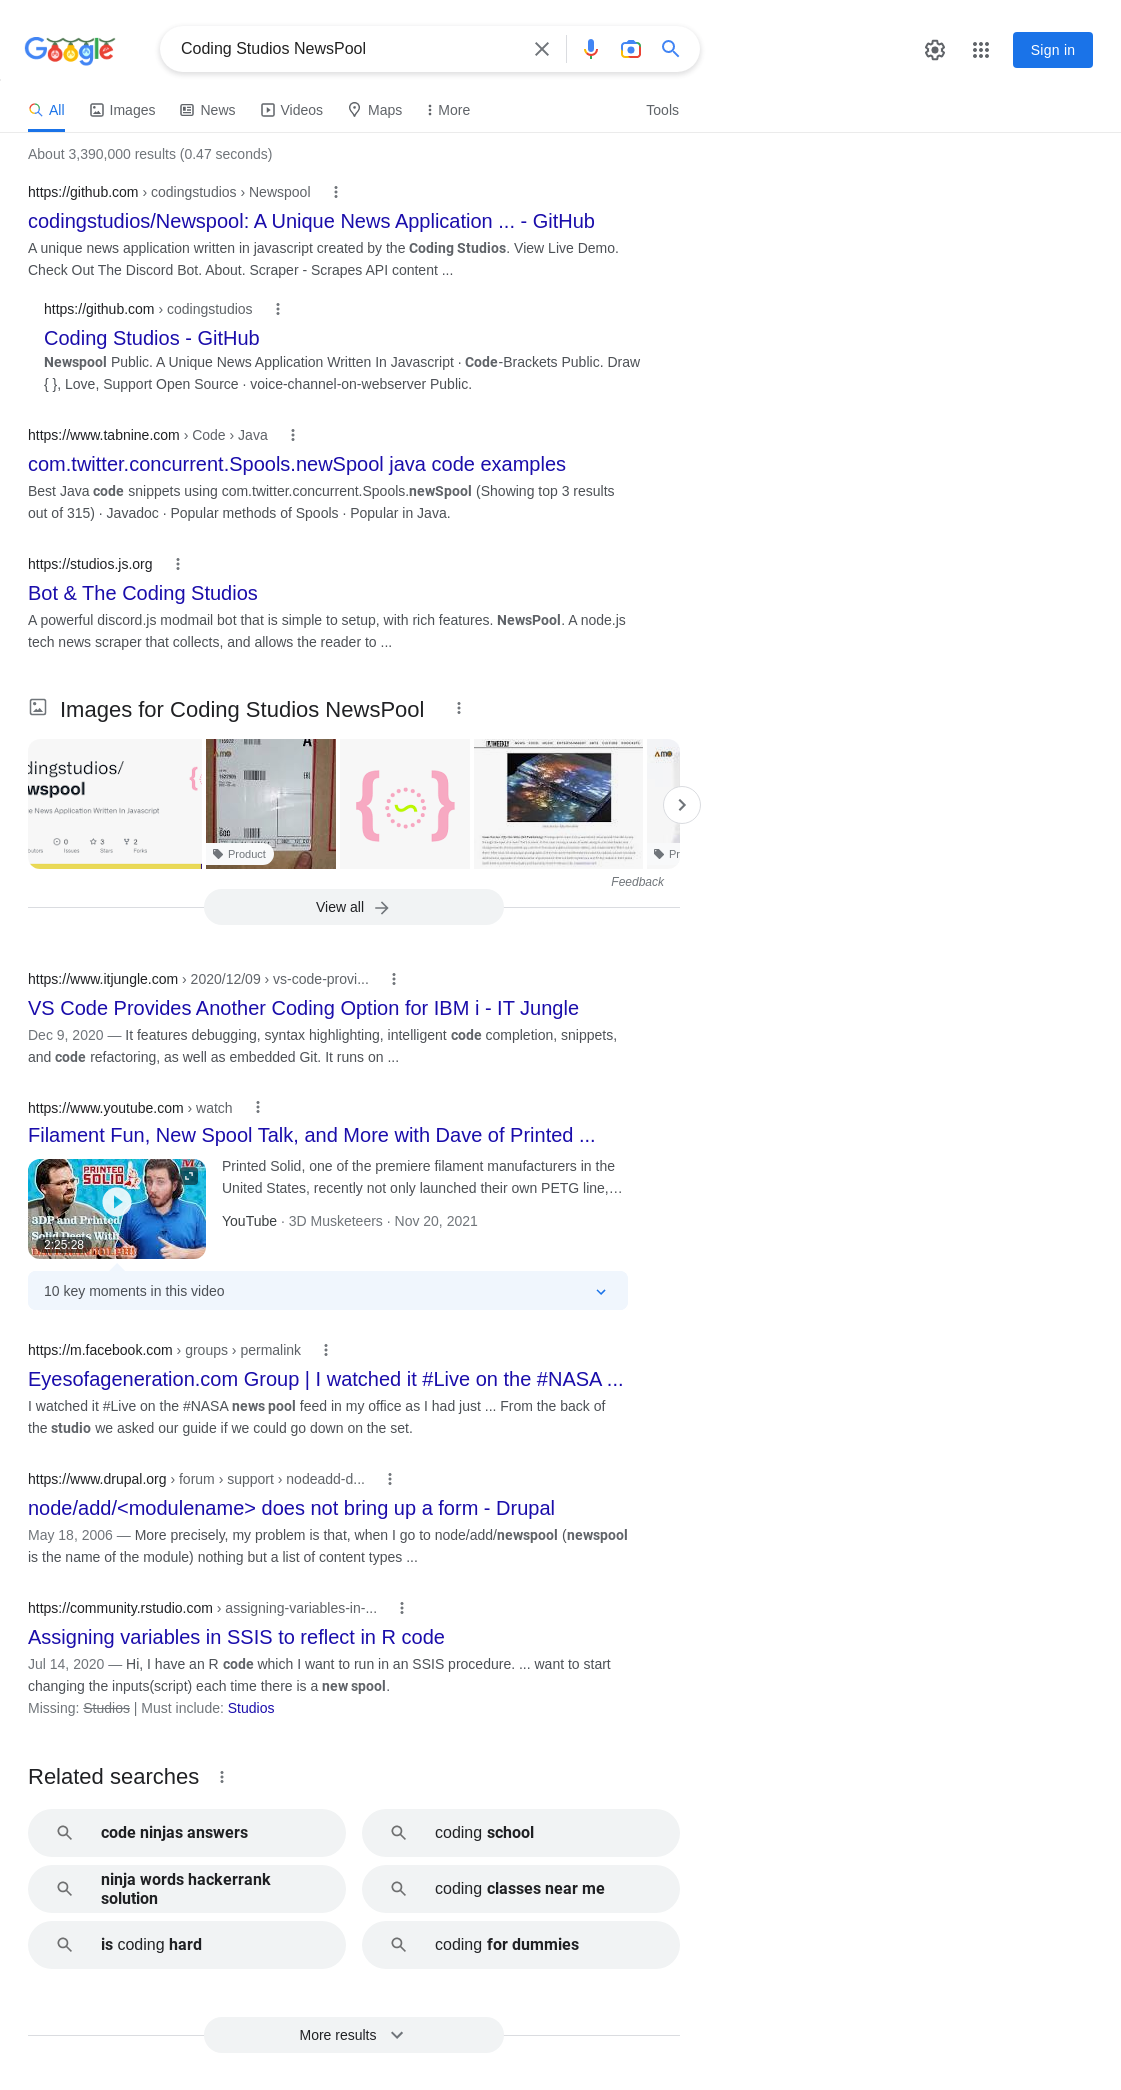 Google
Coding Studios NewsPool
Sign in
All
Images
News
Videos
Maps
More
Tools
About 3,390,000 results (0.47 seconds)
https://github.com › codingstudios › Newspool
codingstudios/Newspool: A Unique News Application ... - GitHub
A unique news application written in javascript created by the Coding Studios. View Live Demo.
Check Out The Discord Bot. About. Scraper - Scrapes API content ...
https://github.com › codingstudios
Coding Studios - GitHub
Newspool Public. A Unique News Application Written In Javascript · Code-Brackets Public. Draw
{ }, Love, Support Open Source · voice-channel-on-webserver Public.
https://www.tabnine.com › Code › Java
com.twitter.concurrent.Spools.newSpool java code examples
Best Java code snippets using com.twitter.concurrent.Spools.newSpool (Showing top 3 results
out of 315) · Javadoc · Popular methods of Spools · Popular in Java.
https://studios.js.org
Bot & The Coding Studios
A powerful discord.js modmail bot that is simple to setup, with rich features. NewsPool. A node.js
tech news scraper that collects, and allows the reader to ...
Images for Coding Studios NewsPool
dingstudios/
wspool
e News Application Written In Javascript
0
3
2
Issues
Stars
Forks
Product
Pr
Feedback
View all
https://www.itjungle.com › 2020/12/09 › vs-code-provi...
VS Code Provides Another Coding Option for IBM i - IT Jungle
Dec 9, 2020 — It features debugging, syntax highlighting, intelligent code completion, snippets,
and code refactoring, as well as embedded Git. It runs on ...
https://www.youtube.com › watch
Filament Fun, New Spool Talk, and More with Dave of Printed ...
PRINTED
SOLID
3DP and Printed
Solid Deets With
2:25:28
Printed Solid, one of the premiere filament manufacturers in the
United States, recently not only launched their own PETG line,...
YouTube · 3D Musketeers · Nov 20, 2021
10 key moments in this video
https://m.facebook.com › groups › permalink
Eyesofageneration.com Group | I watched it #Live on the #NASA ...
I watched it #Live on the #NASA news pool feed in my office as I had just ... From the back of
the studio we asked our guide if we could go down on the set.
https://www.drupal.org › forum › support › nodeadd-d...
node/add/<modulename> does not bring up a form - Drupal
May 18, 2006 — More precisely, my problem is that, when I go to node/add/newspool (newspool
is the name of the module) nothing but a list of content types ...
https://community.rstudio.com › assigning-variables-in-...
Assigning variables in SSIS to reflect in R code
Jul 14, 2020 — Hi, I have an R code which I want to run in an SSIS procedure. ... want to start
changing the inputs(script) each time there is a new spool.
Missing: Studios | Must include: Studios
Related searches
code ninjas answers
coding school
ninja words hackerrank
solution
coding classes near me
is coding hard
coding for dummies
More results